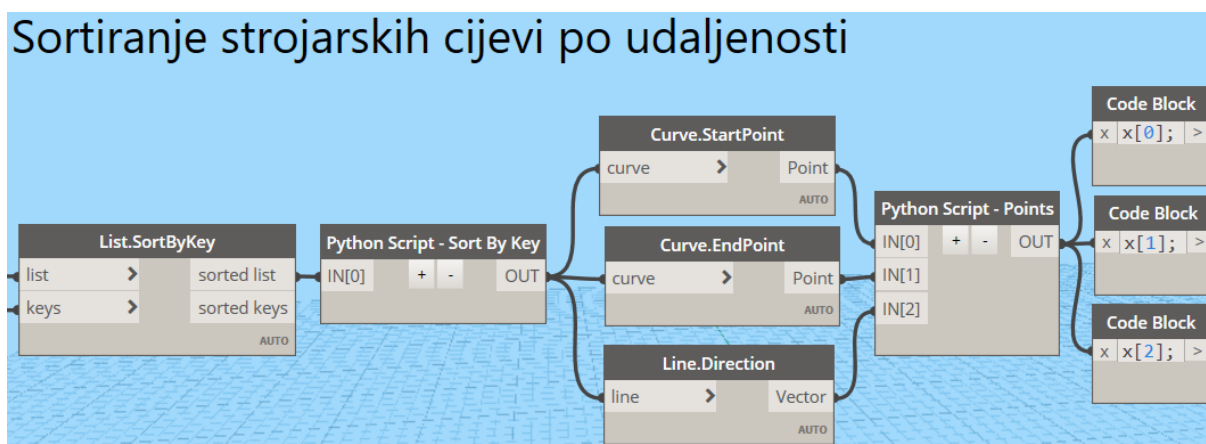 Sortiranje strojarskih cijevi po udaljenosti
List.SortByKey
list > sorted list
keys > sorted keys
AUTO
Python Script - Sort By Key
IN[0] + - OUT
Curve.StartPoint
curve > Point
AUTO
Curve.EndPoint
curve > Point
AUTO
Line.Direction
line > Vector
AUTO
Python Script - Points
IN[0] + - OUT
IN[1]
IN[2]
Code Block
x x[0]; >
Code Block
x x[1]; >
Code Block
x x[2]; >